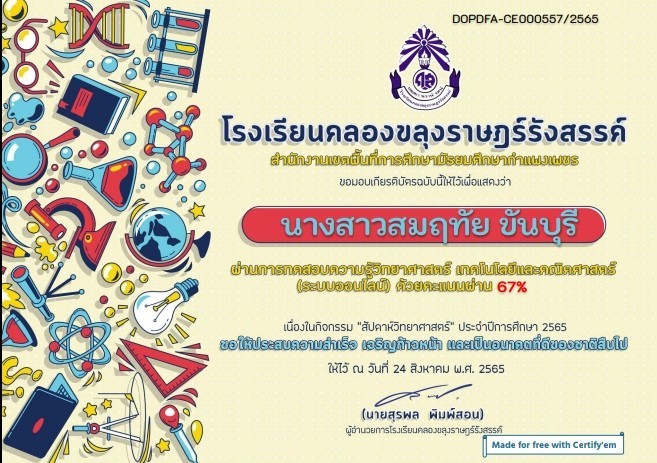 DOPDFA-CE000557/2565
โรงเรียนคลองขลุงราษฎร์รังสรรค์
สำนักงานเขตพื้นที่การศึกษามัธยมศึกษากำแพงเพชร
ขอมอบเกียรติบัตรฉบับนี้ให้ไว้เพื่อแสดงว่า
นางสาวสมฤทัย ขันบุรี
ผ่านการทดสอบความรู้วิทยาศาสตร์ เทคโนโลยีและคณิตศาสตร์
(ระบบออนไลน์) ด้วยคะแนนผ่าน 67%
เนื่องในกิจกรรม "สัปดาห์วิทยาศาสตร์" ประจำปีการศึกษา 2565
ขอให้ประสบความสำเร็จ เจริญก้าวหน้า และเป็นอนาคตที่ดีของชาติสืบไป
ให้ไว้ ณ วันที่ 24 สิงหาคม พ.ศ. 2565
(นายสุรพล พิมพ์สอน)
ผู้อำนวยการโรงเรียนคลองขลุงราษฎร์รังสรรค์
Made for free with Certify'em